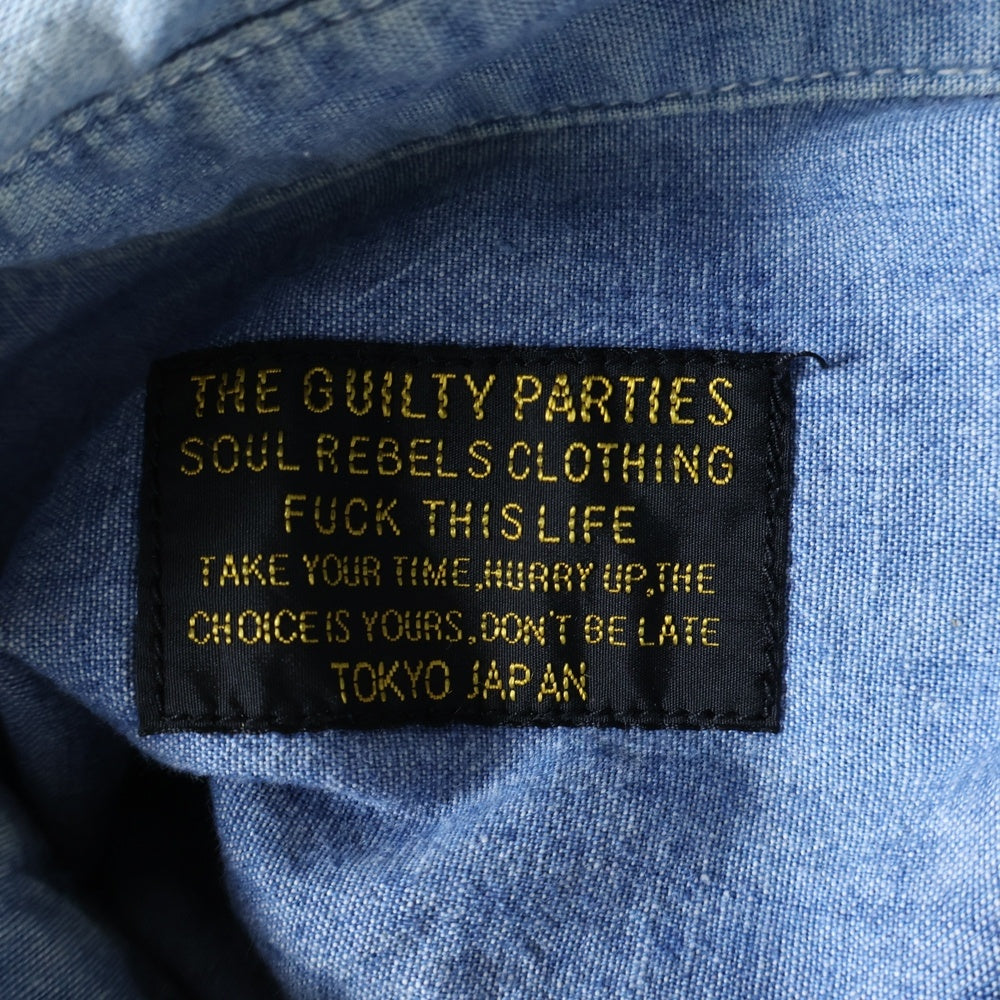 THE GUILTY PARTIES
SOUL REBELS CLOTHING
FUCK THIS LIFE
TAKE YOUR TIME,HURRY UP,THE
CHOICE IS YOURS,DON'T BE LATE
TOKYO JAPAN